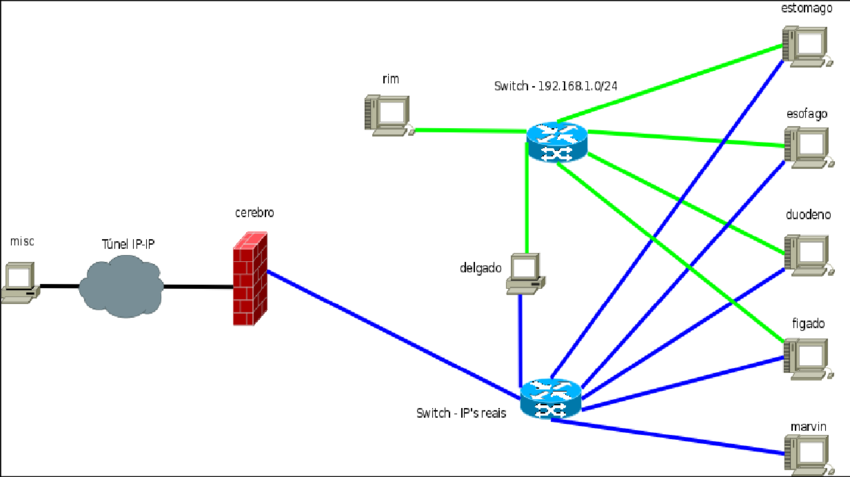 estomago
rim
Switch - 192.168.1.0/24
esofago
cerebro
duodeno
misc
Túnel IP-IP
delgado
figado
Switch - IP's reais
marvin